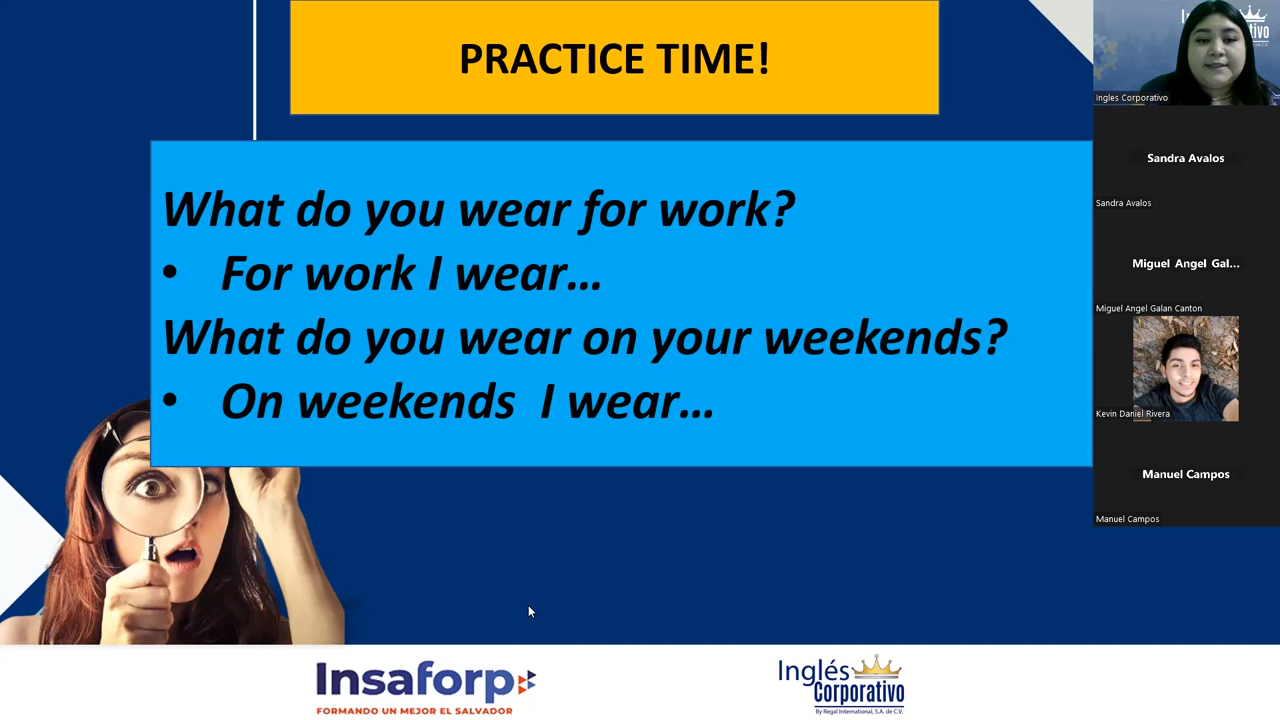 PRACTICE TIME!
What do you wear for work?
• For work I wear...
What do you wear on your weekends?
• On weekends I wear...
Insaforp
FORMANDO UN MEJOR EL SALVADOR
Inglés
Corporativo
By Regal International, S.A. de C.V.
Ingles Corporativo
Sandra Avalos
Sandra Avalos
Miguel Angel Gal...
Miguel Angel Galan Canton
Kevin Daniel Rivera
Manuel Campos
Manuel Campos